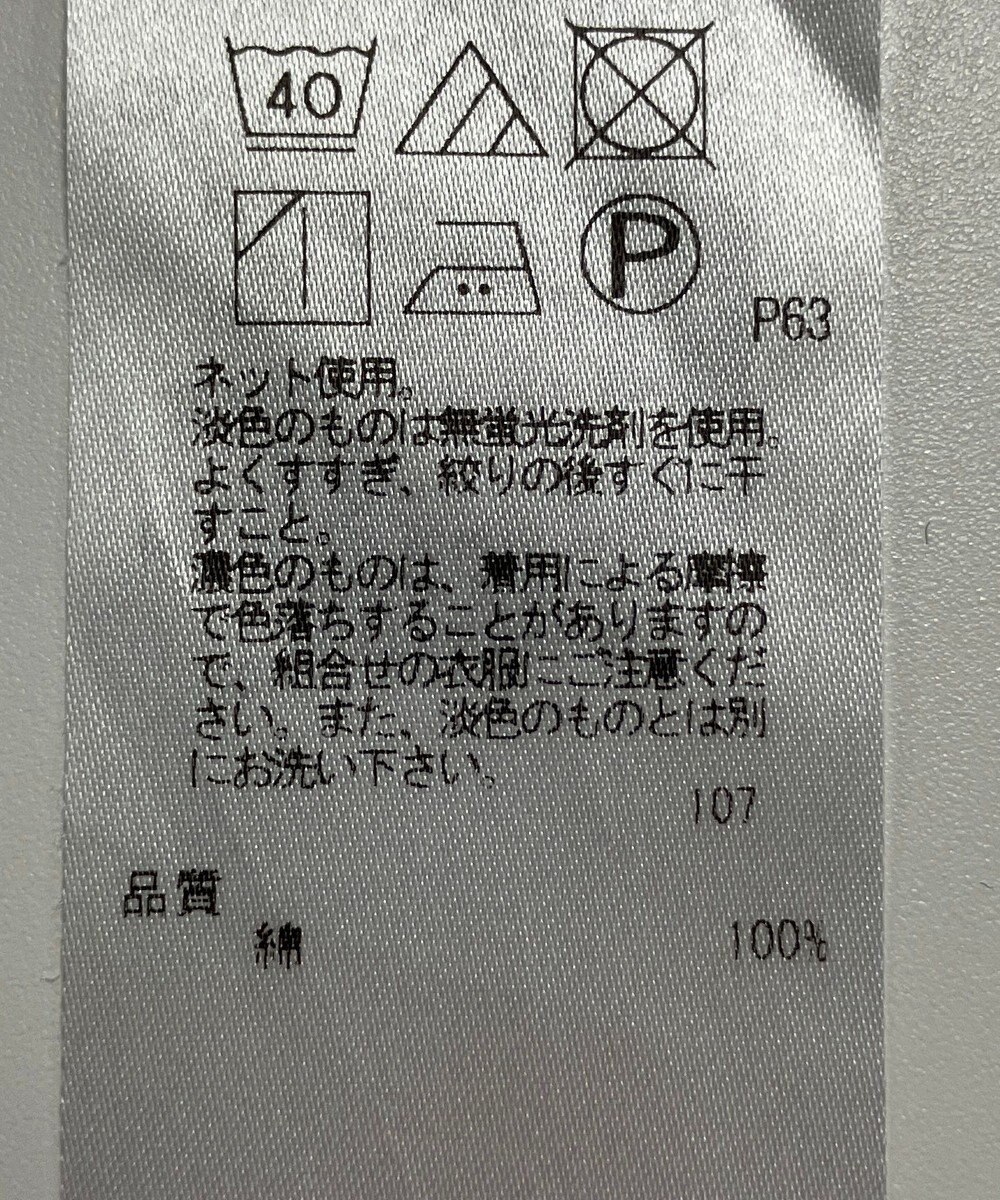 40
P
P63
ネット使用。
淡色のものは無蛍光洗剤を使用。
よくすすぎ、絞りの後すぐに干
すこと。
濃色のものは、着用による摩擦
で色落ちすることがありますの
で、組合せの衣服にご注意くだ
さい。また、淡色のものとは別
にお洗い下さい。
107
品質
綿 100%